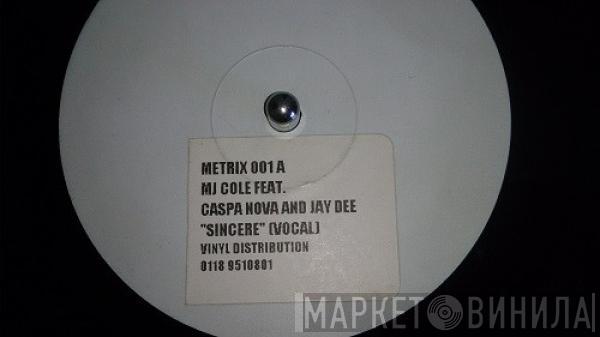 METRIX 001 A
MJ COLE FEAT.
CASPA NOVA AND JAY DEE
"SINCERE" (VOCAL)
VINYL DISTRIBUTION
0118 9510801
МАРКЕТ ВИНИЛА